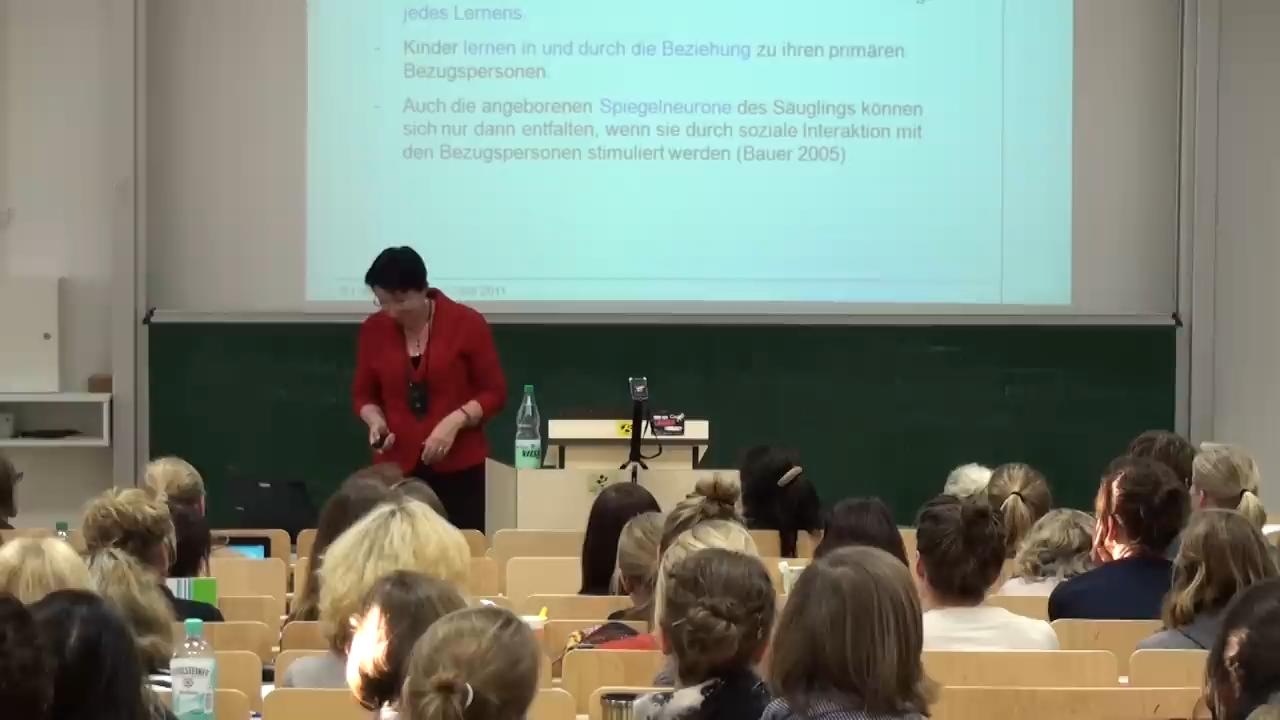 jedes Lernens.
- Kinder lernen in und durch die Beziehung zu ihren primären
Bezugspersonen.
- Auch die angeborenen Spiegelneurone des Säuglings können
sich nur dann entfalten, wenn sie durch soziale Interaktion mit
den Bezugspersonen stimuliert werden (Bauer 2005)
2011